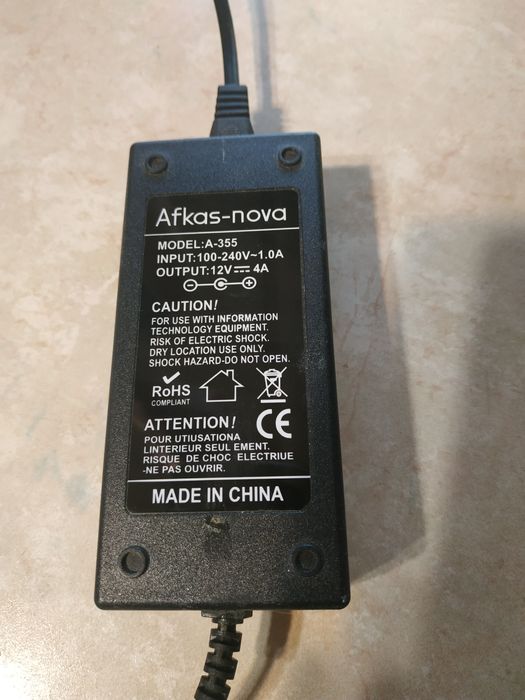 Afkas-nova
MODEL:A-355
INPUT:100-240V~1.0A
OUTPUT:12V⎓4A
CAUTION!
FOR USE WITH INFORMATION
TECHNOLOGY EQUIPMENT.
RISK OF ELECTRIC SHOCK.
DRY LOCATION USE ONLY.
SHOCK HAZARD-DO NOT OPEN.
RoHS
COMPLIANT
CE
ATTENTION!
POUR UTIUSATIONA
LINTERIEUR SEUL EMENT.
RISQUE DE CHOC ELECTRIUE
-NE PAS OUVRIR.
MADE IN CHINA